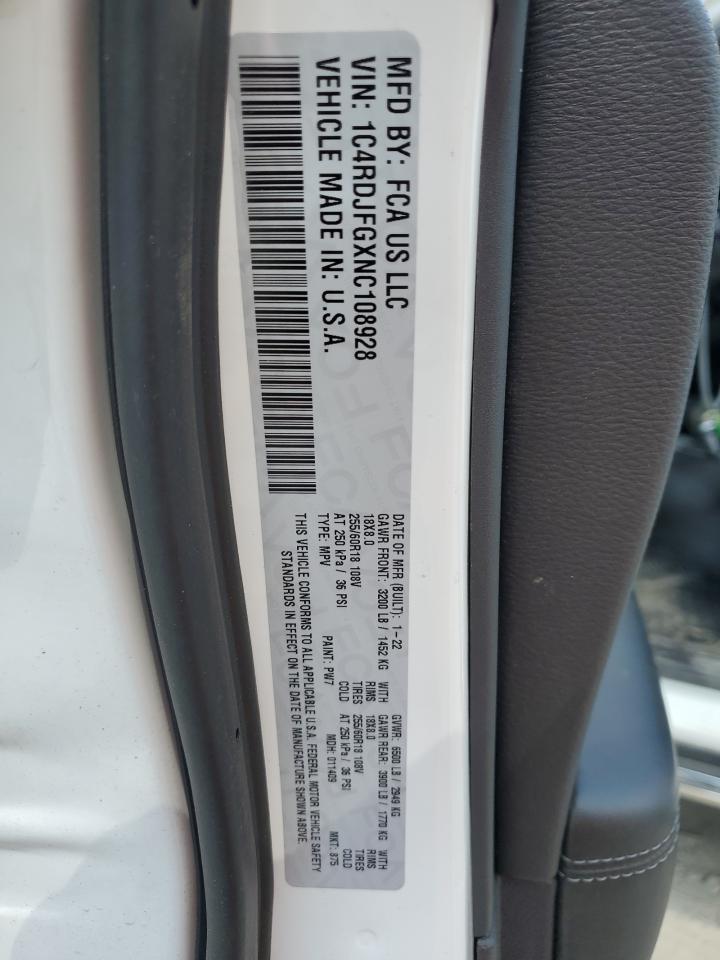 MFD BY: FCA US LLC
VIN: 1C4RDJFGXNC108928
VEHICLE MADE IN: U.S.A.
DATE OF MFR (BUILT): 1-22 GVWR: 6500 LB / 2949 KG
GAWR FRONT: 3200 LB / 1452 KG WITH GAWR REAR: 3900 LB / 1770 KG WITH
18X8.0 RIMS 18X8.0 RIMS
255/60R18 108V TIRES 255/60R18 108V TIRES
AT 250 kPa / 36 PSI COLD AT 250 kPa / 36 PSI COLD
TYPE: MPV PAINT: PW7 MDH: 011409 MKT: 875
THIS VEHICLE CONFORMS TO ALL APPLICABLE U.S.A. FEDERAL MOTOR VEHICLE SAFETY
STANDARDS IN EFFECT ON THE DATE OF MANUFACTURE SHOWN ABOVE.